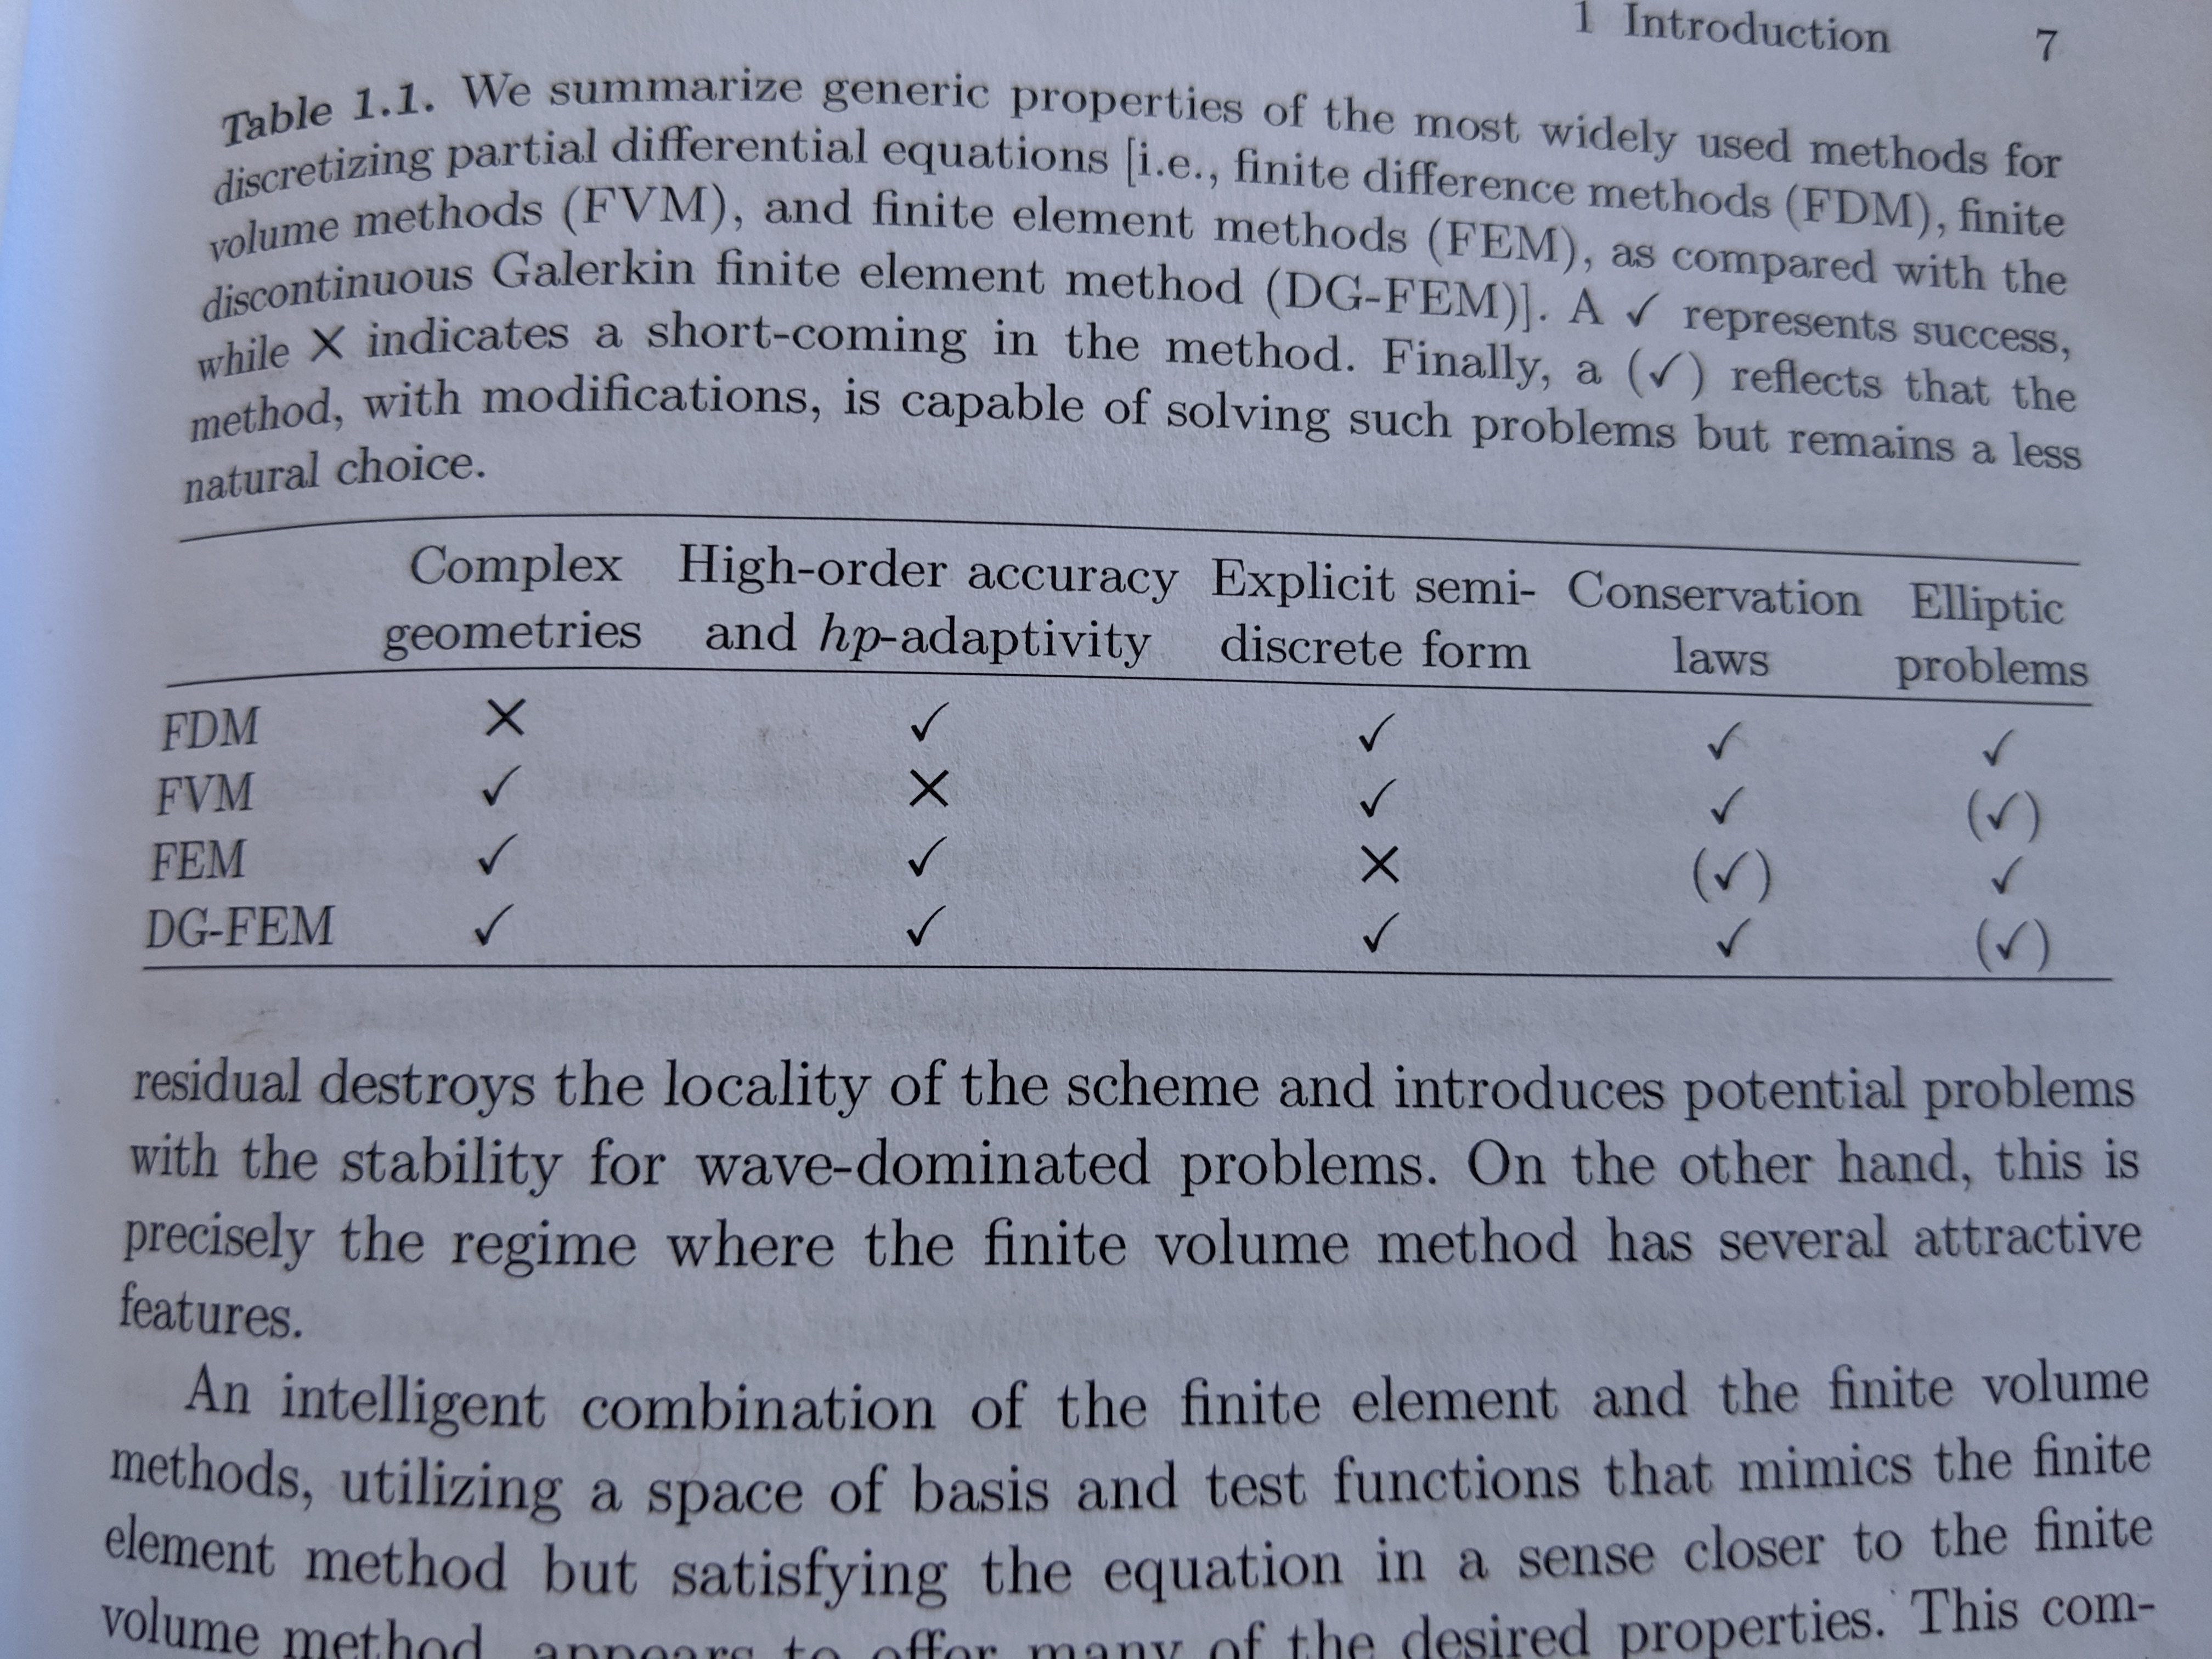 1 Introduction 7
Table 1.1. We summarize generic properties of the most widely used methods for
discretizing partial differential equations [i.e., finite difference methods (FDM), finite
volume methods (FVM), and finite element methods (FEM), as compared with the
discontinuous Galerkin finite element method (DG-FEM)]. A ✓ represents success,
while ✕ indicates a short-coming in the method. Finally, a (✓) reflects that the
method, with modifications, is capable of solving such problems but remains a less
natural choice.
Complex High-order accuracy Explicit semi- Conservation Elliptic
geometries and hp-adaptivity discrete form laws problems
FDM ✕ ✓ ✓ ✓ ✓
FVM ✓ ✕ ✓ ✓ (✓)
FEM ✓ ✓ ✕ (✓) ✓
DG-FEM ✓ ✓ ✓ ✓ (✓)
residual destroys the locality of the scheme and introduces potential problems
with the stability for wave-dominated problems. On the other hand, this is
precisely the regime where the finite volume method has several attractive
features.
An intelligent combination of the finite element and the finite volume
methods, utilizing a space of basis and test functions that mimics the finite
element method but satisfying the equation in a sense closer to the finite
volume method, appears to offer many of the desired properties. This com-